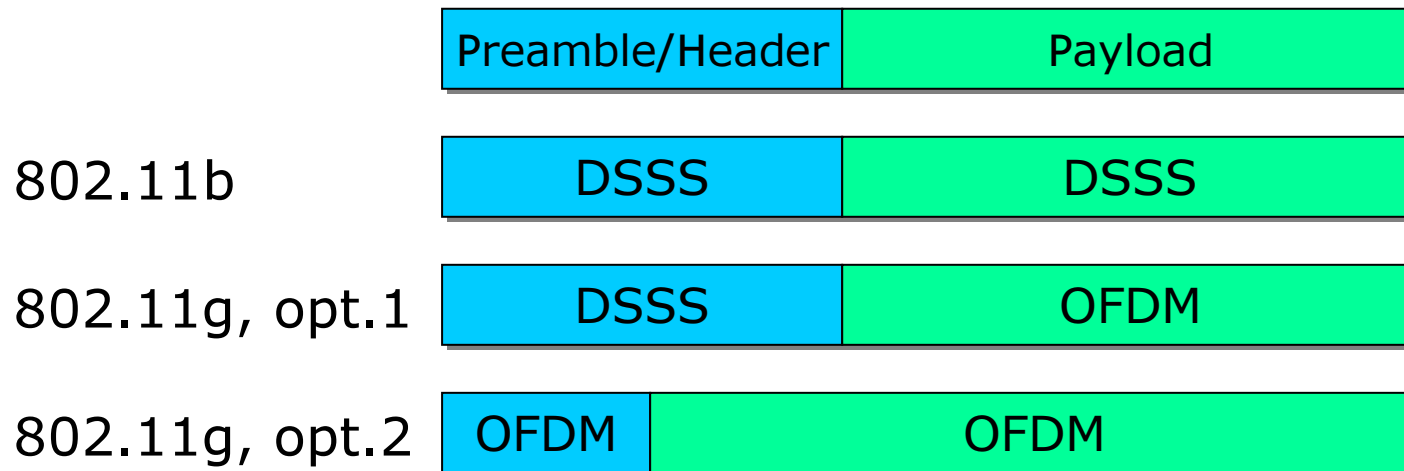 Preamble/Header Payload
802.11b DSSS DSSS
802.11g, opt.1 DSSS OFDM
802.11g, opt.2 OFDM OFDM